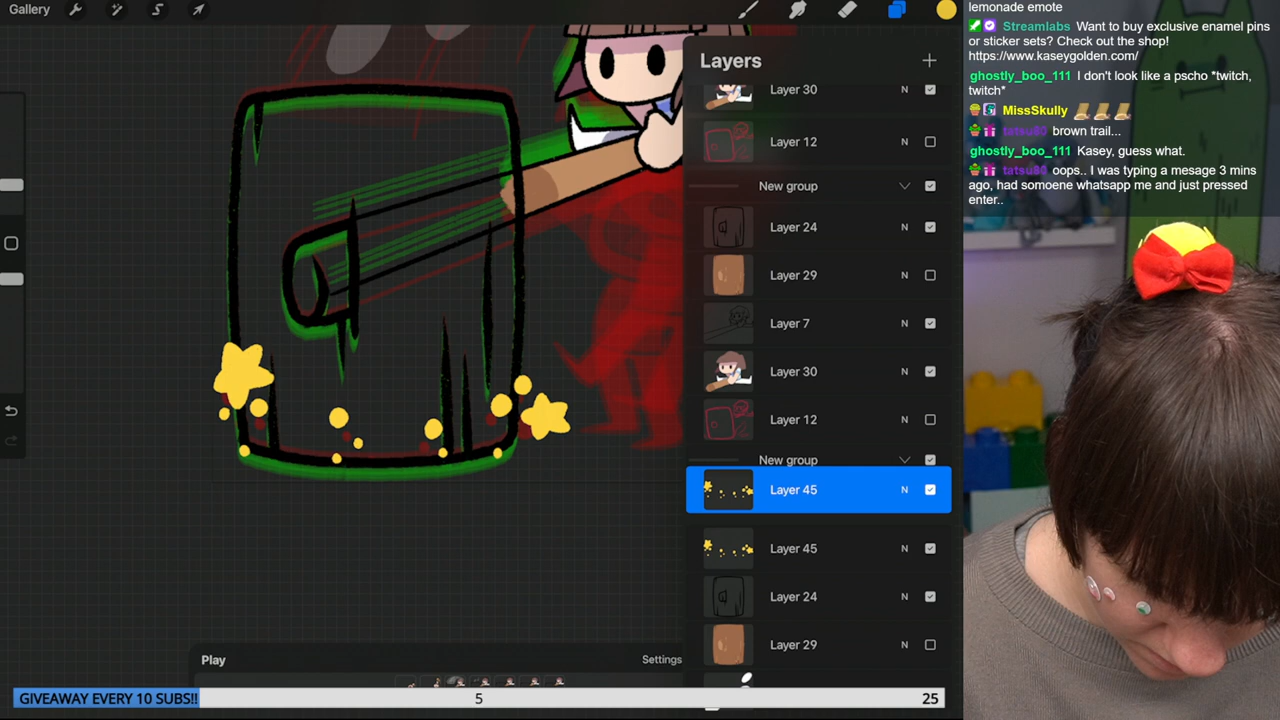 Gallery
Layers
Layer 30 N
Layer 12 N
New group
Layer 24 N
Layer 29 N
Layer 7 N
Layer 30 N
Layer 12 N
New group
Layer 45 N
Layer 45 N
Layer 24 N
Layer 29 N
Play
Settings
GIVEAWAY EVERY 10 SUBS!!
5
25
lemonade emote
Streamlabs Want to buy exclusive enamel pins
or sticker sets? Check out the shop!
https://www.kaseygolden.com/
ghostly_boo_111 I don't look like a pscho *twitch,
twitch*
MissSkully
tatsu80 brown trail...
ghostly_boo_111 Kasey, guess what.
tatsu80 oops.. I was typing a mesage 3 mins
ago, had somoene whatsapp me and just pressed
enter..